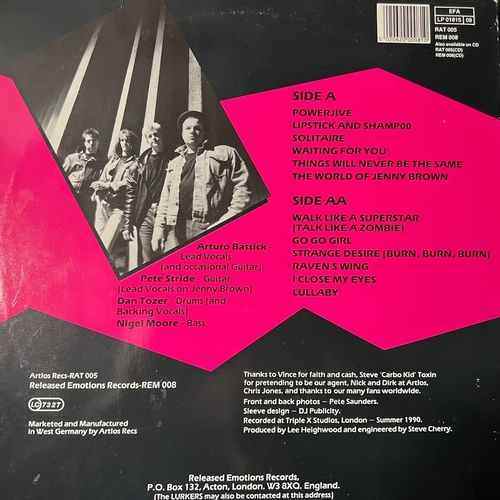 EFA
LP 01815 08
RAT 005
REM 008
Also available on CD
RAT 005(CD)
REM 008(CD)
SIDE A
POWERJIVE
LIPSTICK AND SHAMPOO
SOLITAIRE
WAITING FOR YOU
THINGS WILL NEVER BE THE SAME
THE WORLD OF JENNY BROWN
SIDE AA
WALK LIKE A SUPERSTAR
(TALK LIKE A ZOMBIE)
GO GO GIRL
STRANGE DESIRE (BURN, BURN, BURN)
RAVEN'S WING
I CLOSE MY EYES
LULLABY
Arturo Bassick -
Lead Vocals
(and occational Guitar)
Pete Stride - Guitar
(Lead Vocals on Jenny Brown)
Dan Tozer - Drums (and
Backing Vocals)
Nigel Moore - Bass
Artlos Recs-RAT 005
Released Emotions Records-REM 008
LC 7327
Marketed and Manufactured
in West Germany by Artlos Recs
Thanks to Vince for faith and cash, Steve 'Carbo Kid' Toxin
for pretending to be our agent, Nick and Dirk at Artlos,
Chris Jones, and thanks to our many fans worldwide.
Front and back photos - Pete Saunders.
Sleeve design - DJ Publicity.
Recorded at Triple X Studios, London - Summer 1990.
Produced by Lee Heighwood and engineered by Steve Cherry.
Released Emotions Records,
P.O. Box 132, Acton, London. W3 8XQ. England.
(The LURKERS may also be contacted at this address)